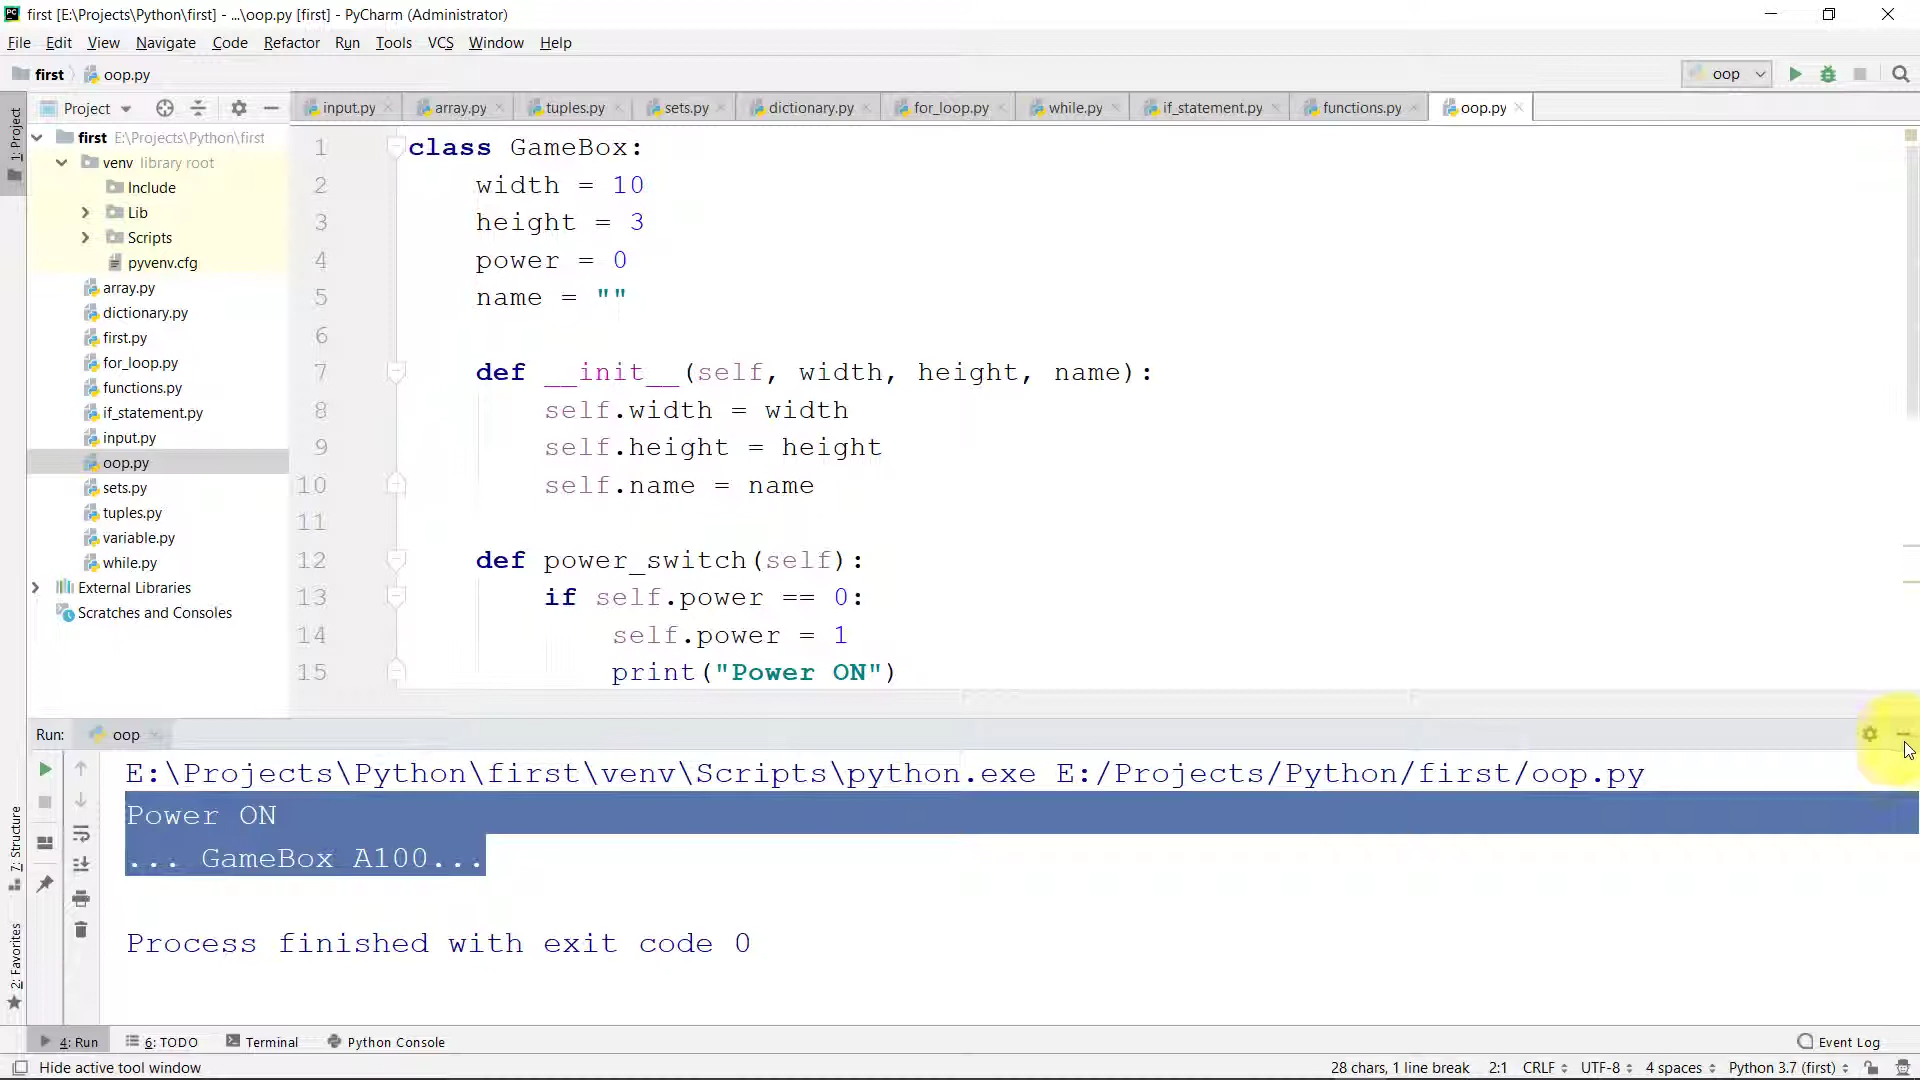 first [E:\Projects\Python\first] - ...\oop.py [first] - PyCharm (Administrator)
File Edit View Navigate Code Refactor Run Tools VCS Window Help
first oop.py
oop
1: Project
Project
input.py array.py tuples.py sets.py dictionary.py for_loop.py while.py if_statement.py functions.py oop.py
first E:\Projects\Python\first
venv library root
Include
Lib
Scripts
pyvenv.cfg
array.py
dictionary.py
first.py
for_loop.py
functions.py
if_statement.py
input.py
oop.py
sets.py
tuples.py
variable.py
while.py
External Libraries
Scratches and Consoles
1 class GameBox:
2 width = 10
3 height = 3
4 power = 0
5 name = ""
6
7 def __init__(self, width, height, name):
8 self.width = width
9 self.height = height
10 self.name = name
11
12 def power_switch(self):
13 if self.power == 0:
14 self.power = 1
15 print("Power ON")
Run: oop
E:\Projects\Python\first\venv\Scripts\python.exe E:/Projects/Python/first/oop.py
Power ON
... GameBox A100...
Process finished with exit code 0
7: Structure
2: Favorites
4: Run 6: TODO Terminal Python Console Event Log
Hide active tool window 28 chars, 1 line break 2:1 CRLF UTF-8 4 spaces Python 3.7 (first)